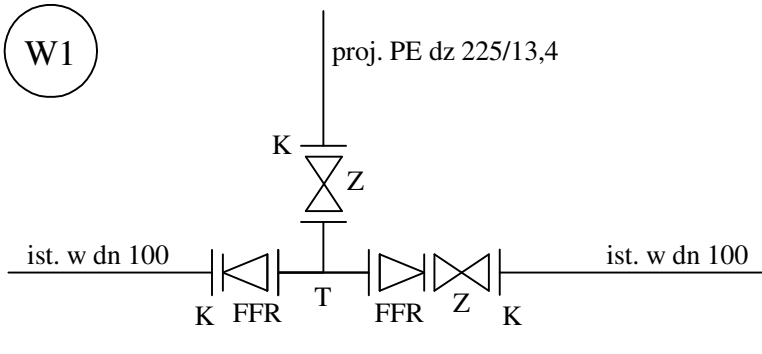 W1
proj. PE dz 225/13,4
K
Z
ist. w dn 100
ist. w dn 100
K
FFR
T
FFR
Z
K